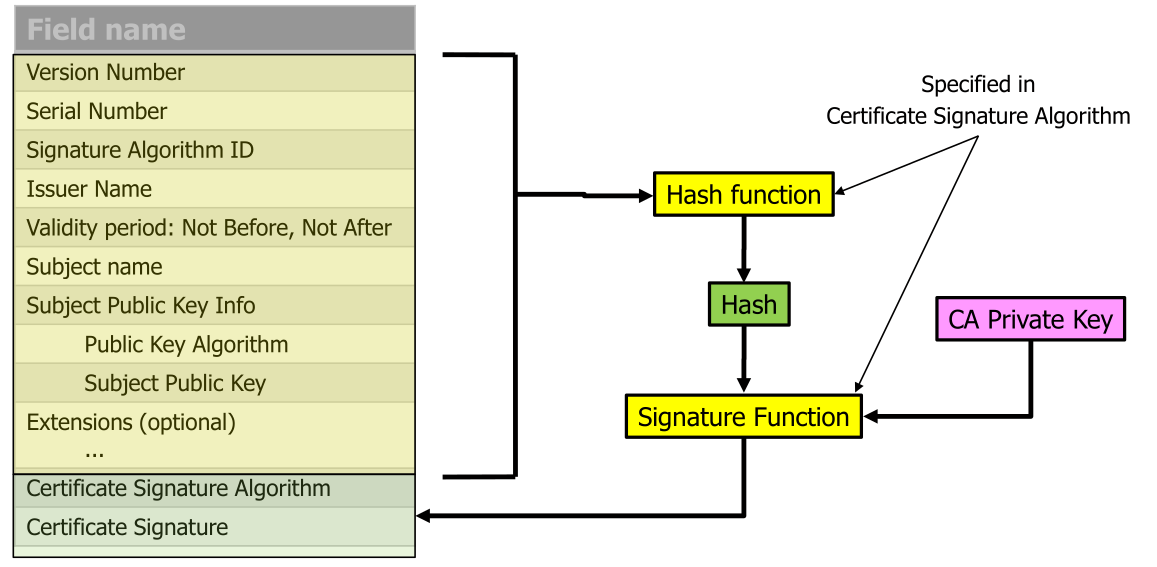 Field name
Version Number
Serial Number
Signature Algorithm ID
Issuer Name
Validity period: Not Before, Not After
Subject name
Subject Public Key Info
Public Key Algorithm
Subject Public Key
Extensions (optional)
...
Certificate Signature Algorithm
Certificate Signature
Specified in
Certificate Signature Algorithm
Hash function
Hash
CA Private Key
Signature Function